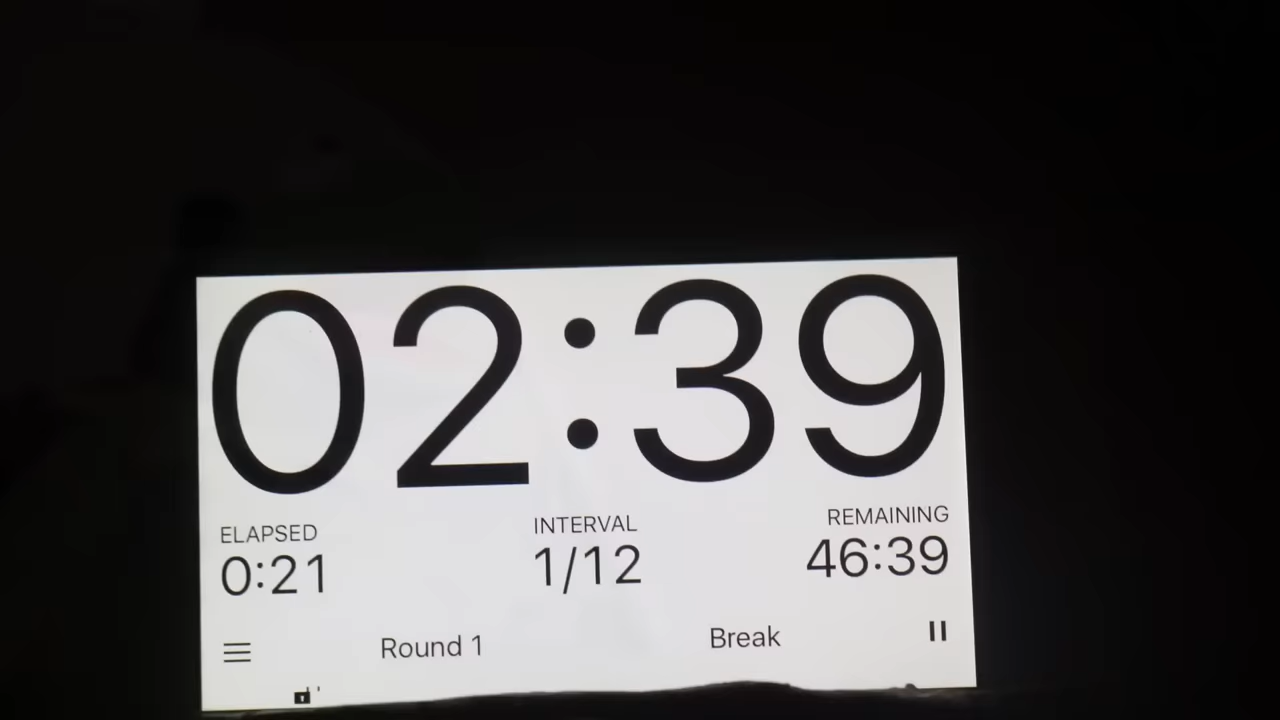 02:39
ELAPSED INTERVAL REMAINING
0:21 1/12 46:39
Round 1 Break